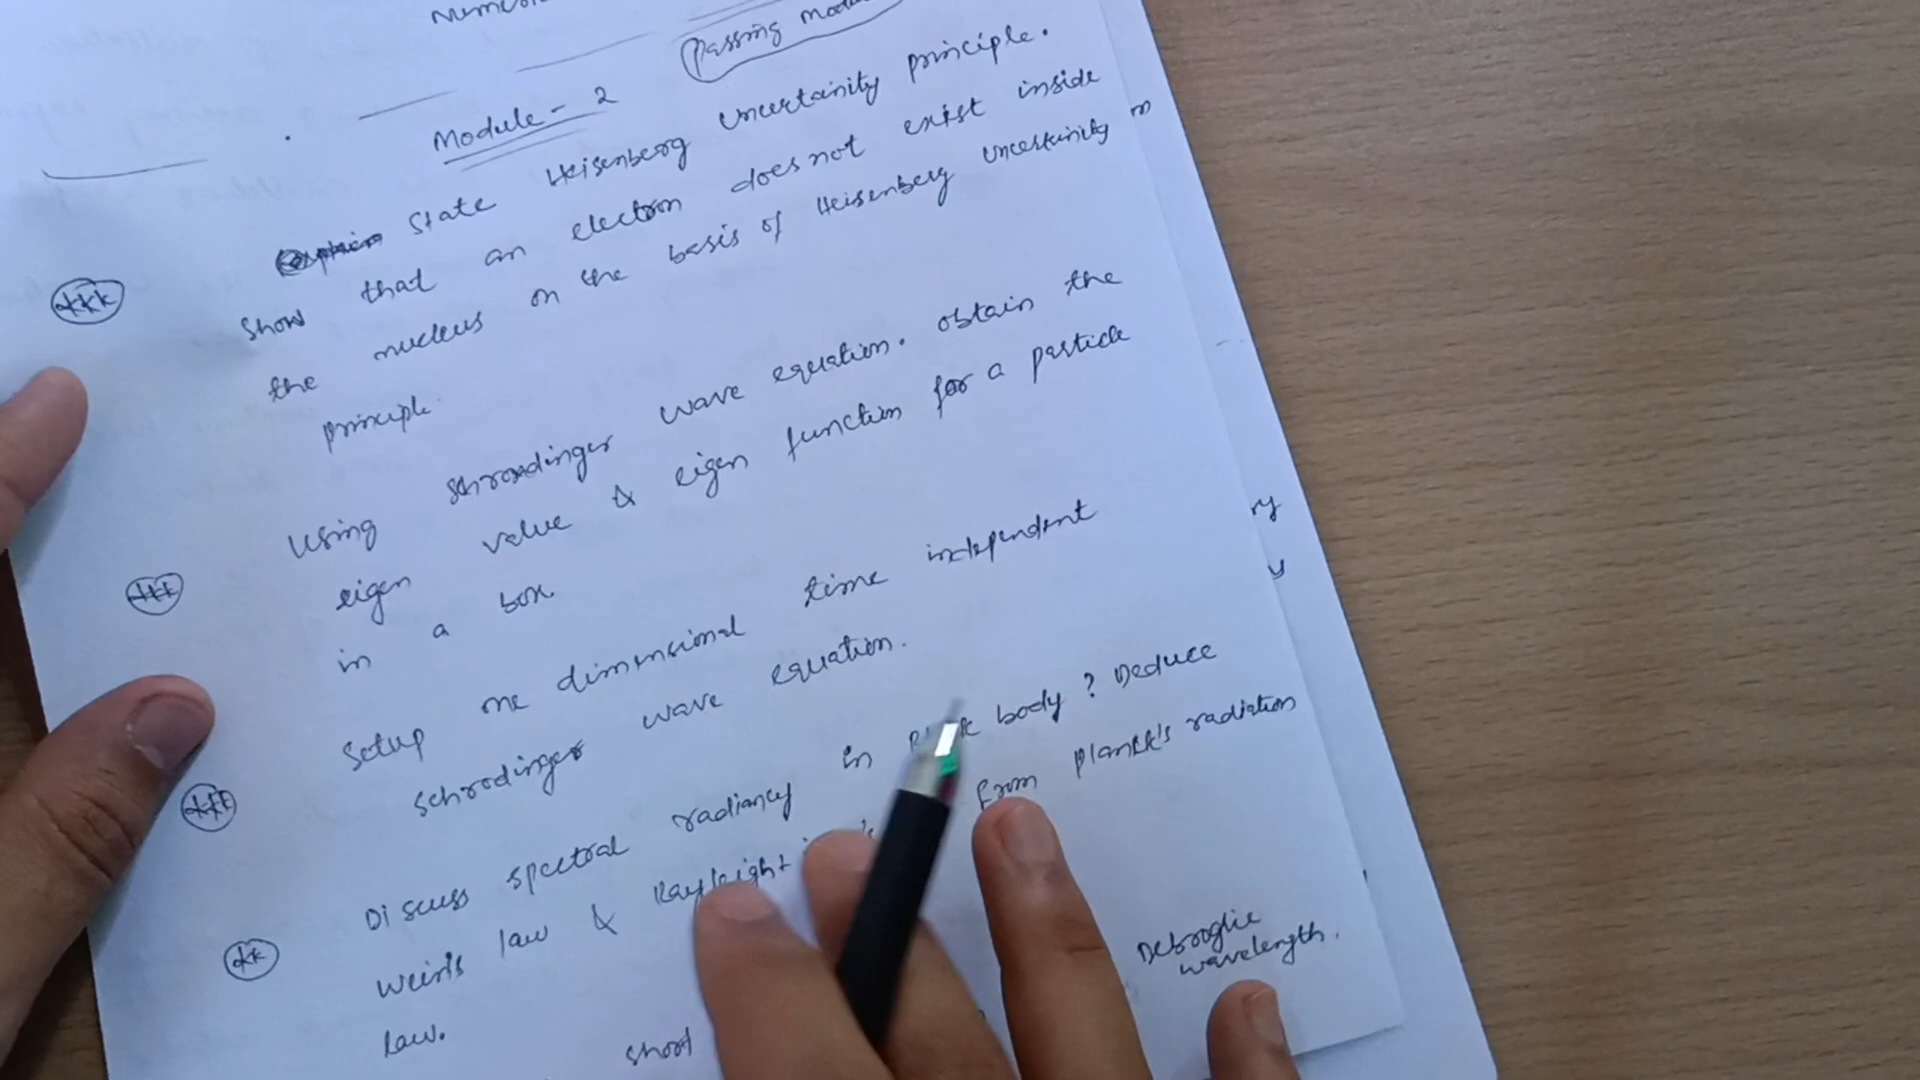 Module - 2
Passing
State Heisenberg uncertainity principle.
Show that an electron does not exist inside
the nucleus on the basis of Heisenberg uncertainity
principle.
Using schrodinger wave equation. obtain the
eigen value & eigen function for a particle
in a box.
Setup one dimensional time independent
schrodinger wave equation.
Discuss spectral radiancy in body ? Deduce
wein's law & Rayleigh from planck's radiation
law.
short
Debroglie
wavelength.